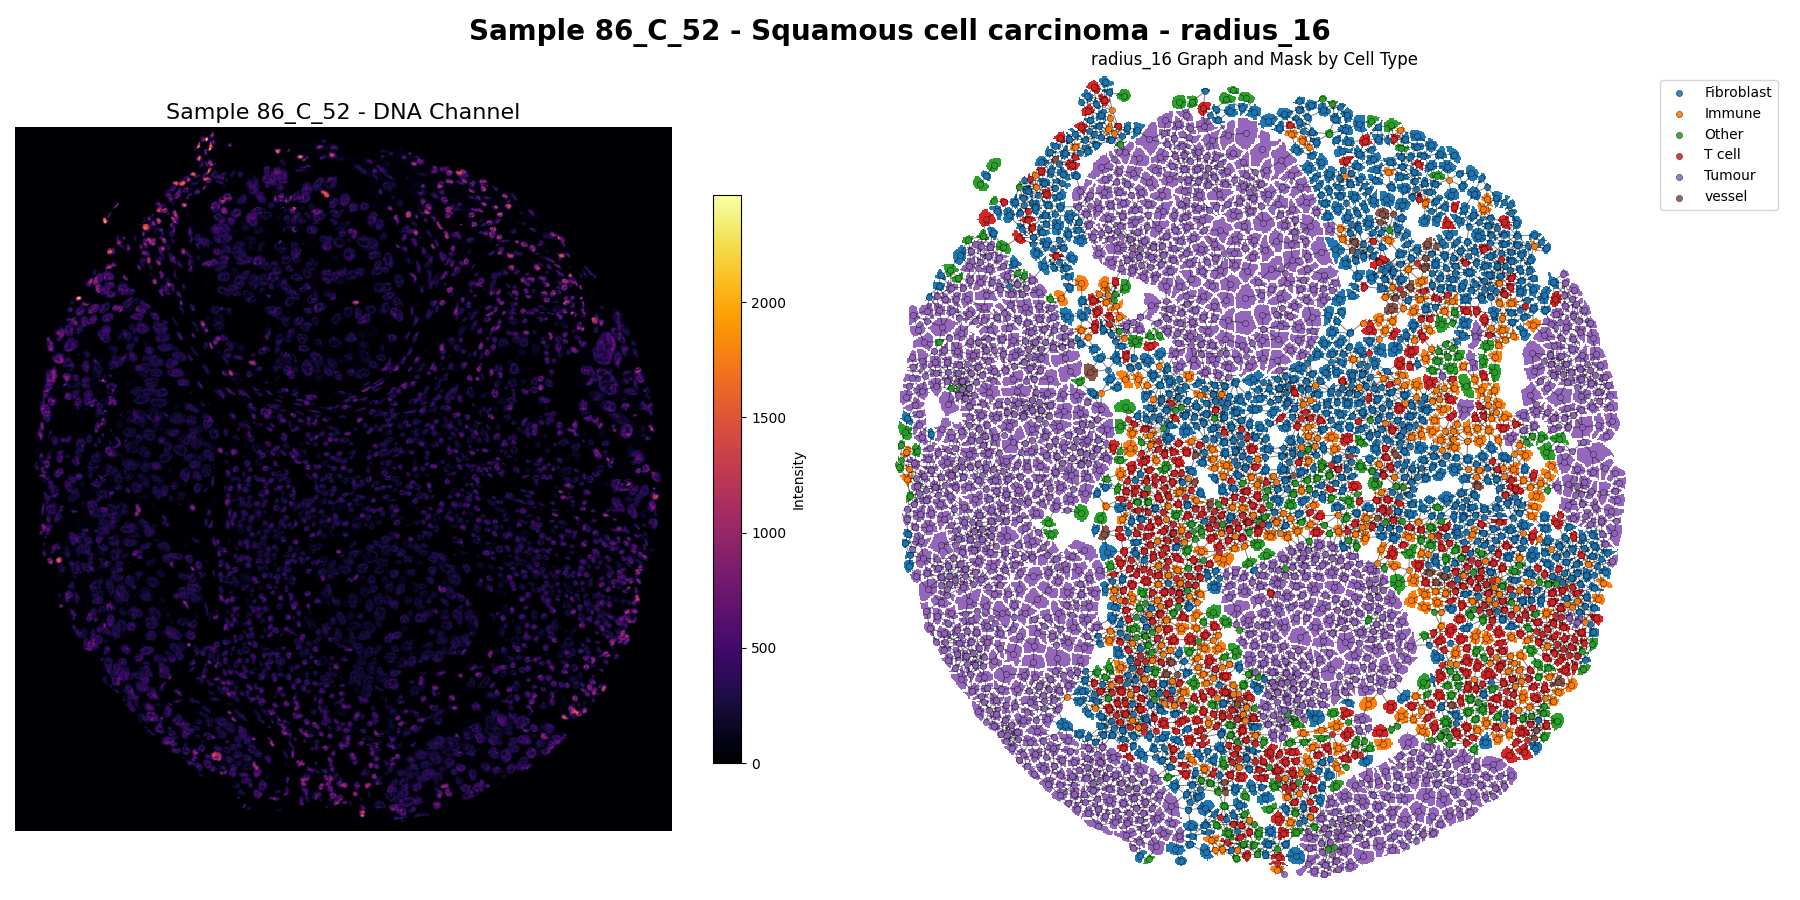 Sample 86_C_52 - Squamous cell carcinoma - radius_16
Sample 86_C_52 - DNA Channel
2000
1500
1000
500
0
Intensity
radius_16 Graph and Mask by Cell Type
Fibroblast
Immune
Other
T cell
Tumour
vessel